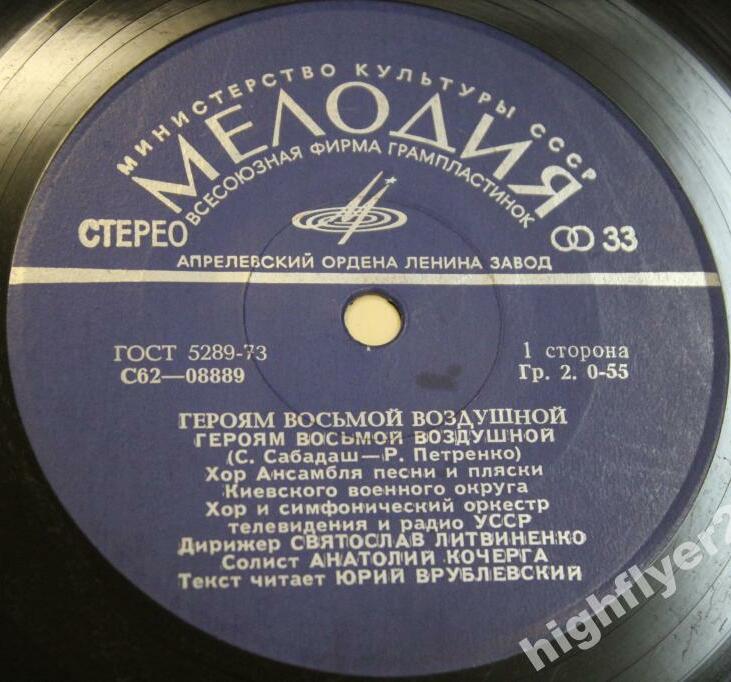 МИНИСТЕРСТВО КУЛЬТУРЫ СССР
МЕЛОДИЯ
ВСЕСОЮЗНАЯ ФИРМА ГРАМПЛАСТИНОК
СТЕРЕО
33
АПРЕЛЕВСКИЙ ОРДЕНА ЛЕНИНА ЗАВОД
ГОСТ 5289-73
1 сторона
С62—08889
Гр. 2. 0-55
ГЕРОЯМ ВОСЬМОЙ ВОЗДУШНОЙ
ГЕРОЯМ ВОСЬМОЙ ВОЗДУШНОЙ
(С. Сабадаш—Р. Петренко)
Хор Ансамбля песни и пляски
Киевского военного округа
Хор и симфонический оркестр
телевидения и радио УССР
Дирижер СВЯТОСЛАВ ЛИТВИНЕНКО
Солист АНАТОЛИЙ КОЧЕРГА
Текст читает ЮРИЙ ВРУБЛЕВСКИЙ